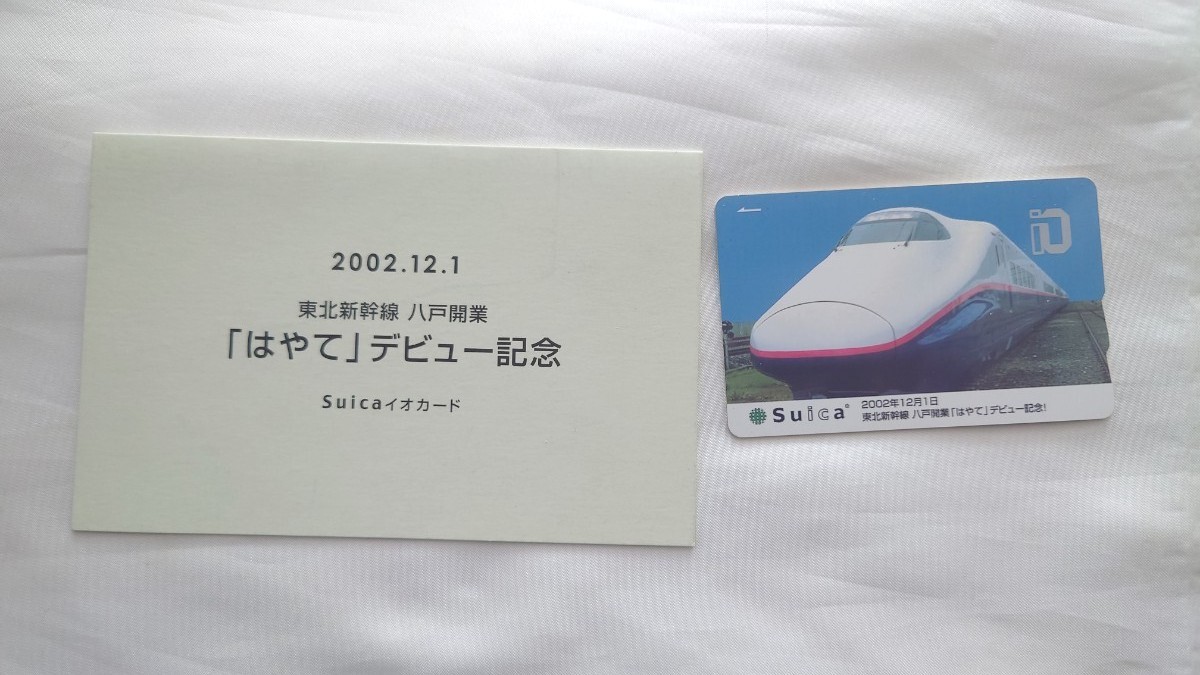 2002.12.1
東北新幹線 八戸開業
「はやて」デビュー記念
Suicaイオカード
iO
Suica
2002年12月1日
東北新幹線 八戸開業「はやて」デビュー記念!